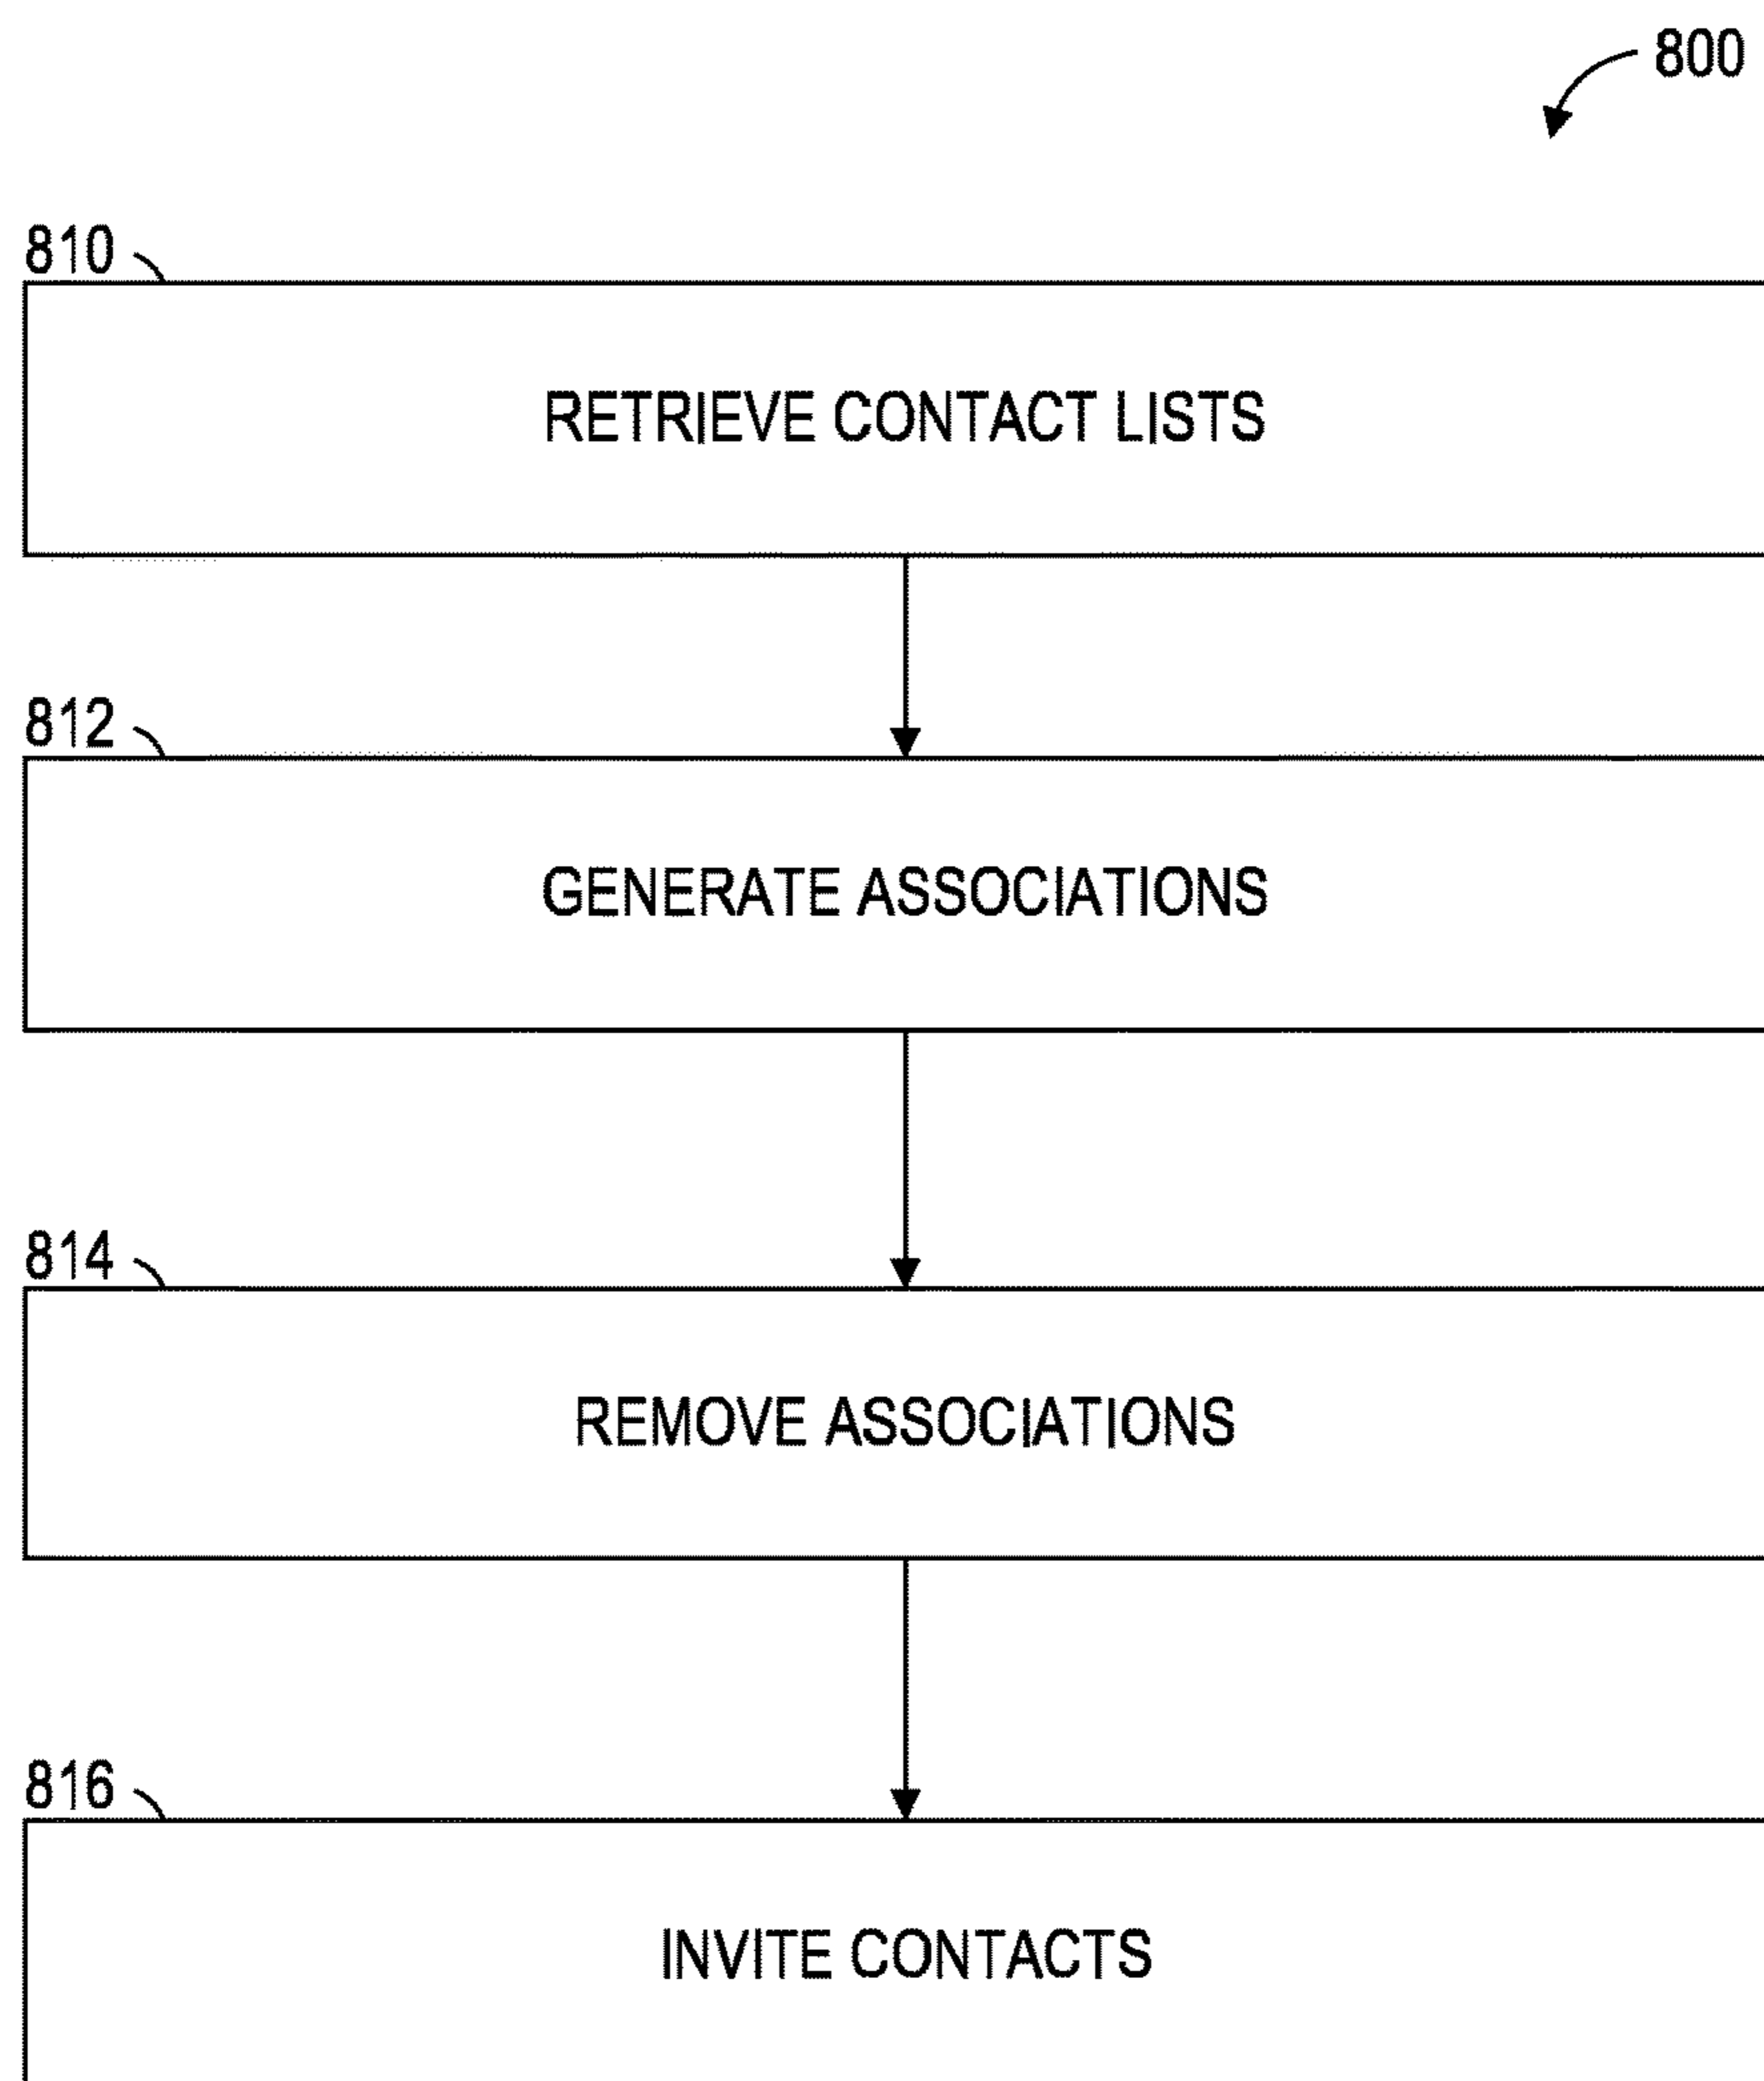 800
810
RETRIEVE CONTACT LISTS
812
GENERATE ASSOCIATIONS
814
REMOVE ASSOCIATIONS
816
INVITE CONTACTS